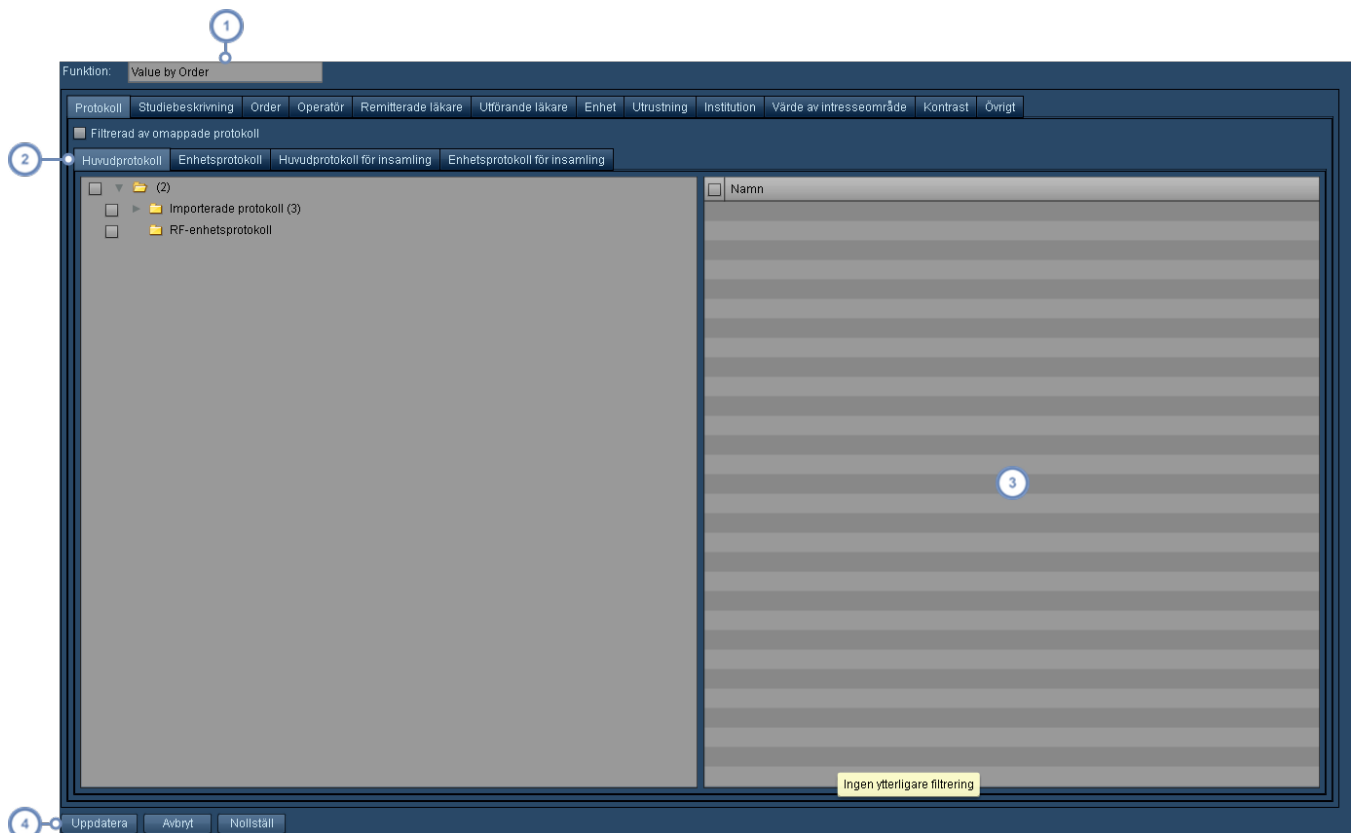 1
Funktion: Value by Order
Protokoll Studiebeskrivning Order Operatör Remitterade läkare Utförande läkare Enhet Utrustning Institution Värde av intresseområde Kontrast Övrigt
Filtrerad av omappade protokoll
2
Huvudprotokoll Enhetsprotokoll Huvudprotokoll för insamling Enhetsprotokoll för insamling
(2)
Namn
Importerade protokoll (3)
RF-enhetsprotokoll
3
Ingen ytterligare filtrering
4
Uppdatera Avbryt Nollställ